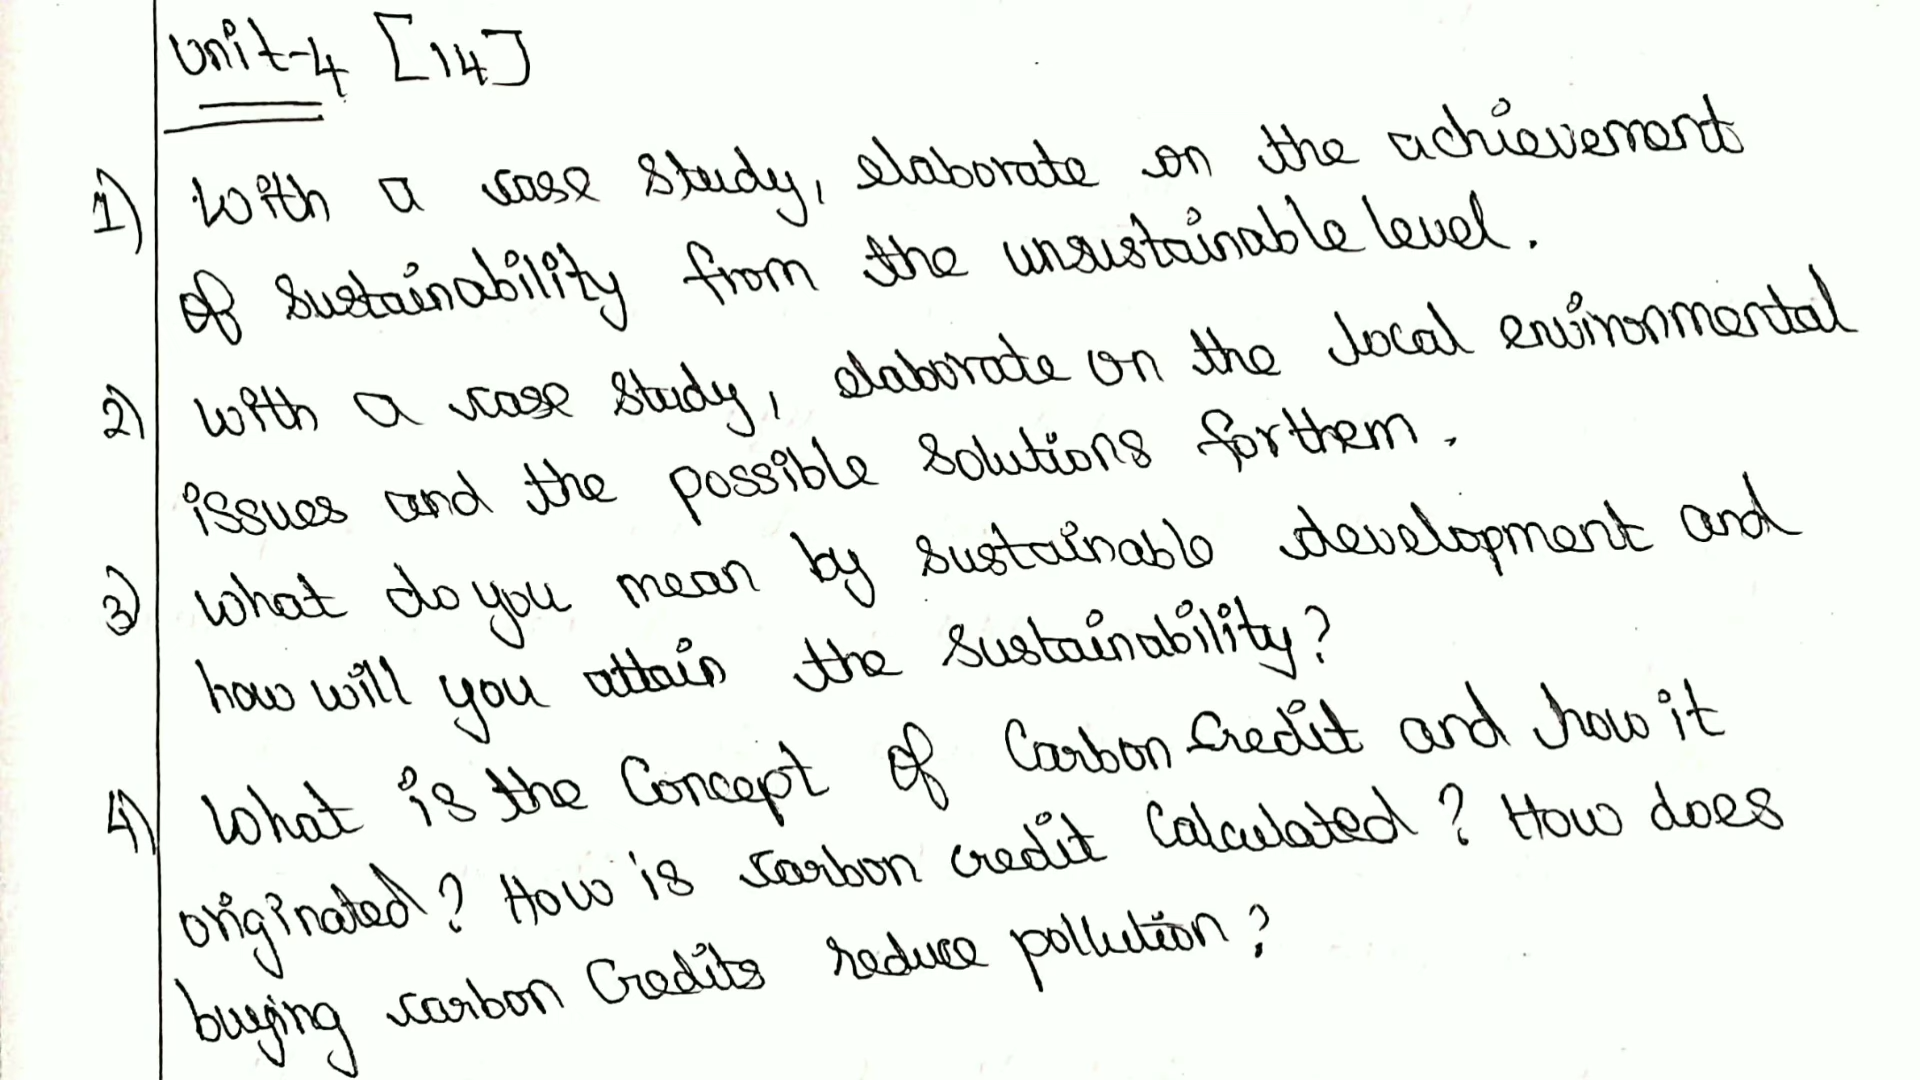 Unit-4 [14]
1) With a case study, elaborate on the achievement
of sustainability from the unsustainable level.
2) with a case study, elaborate on the local environmental
issues and the possible solutions for them.
3) what do you mean by sustainable development and
how will you attain the sustainability?
4) What is the Concept of Carbon Credit and how it
originated? How is carbon credit Calculated? How does
buying carbon Credits reduce pollution?